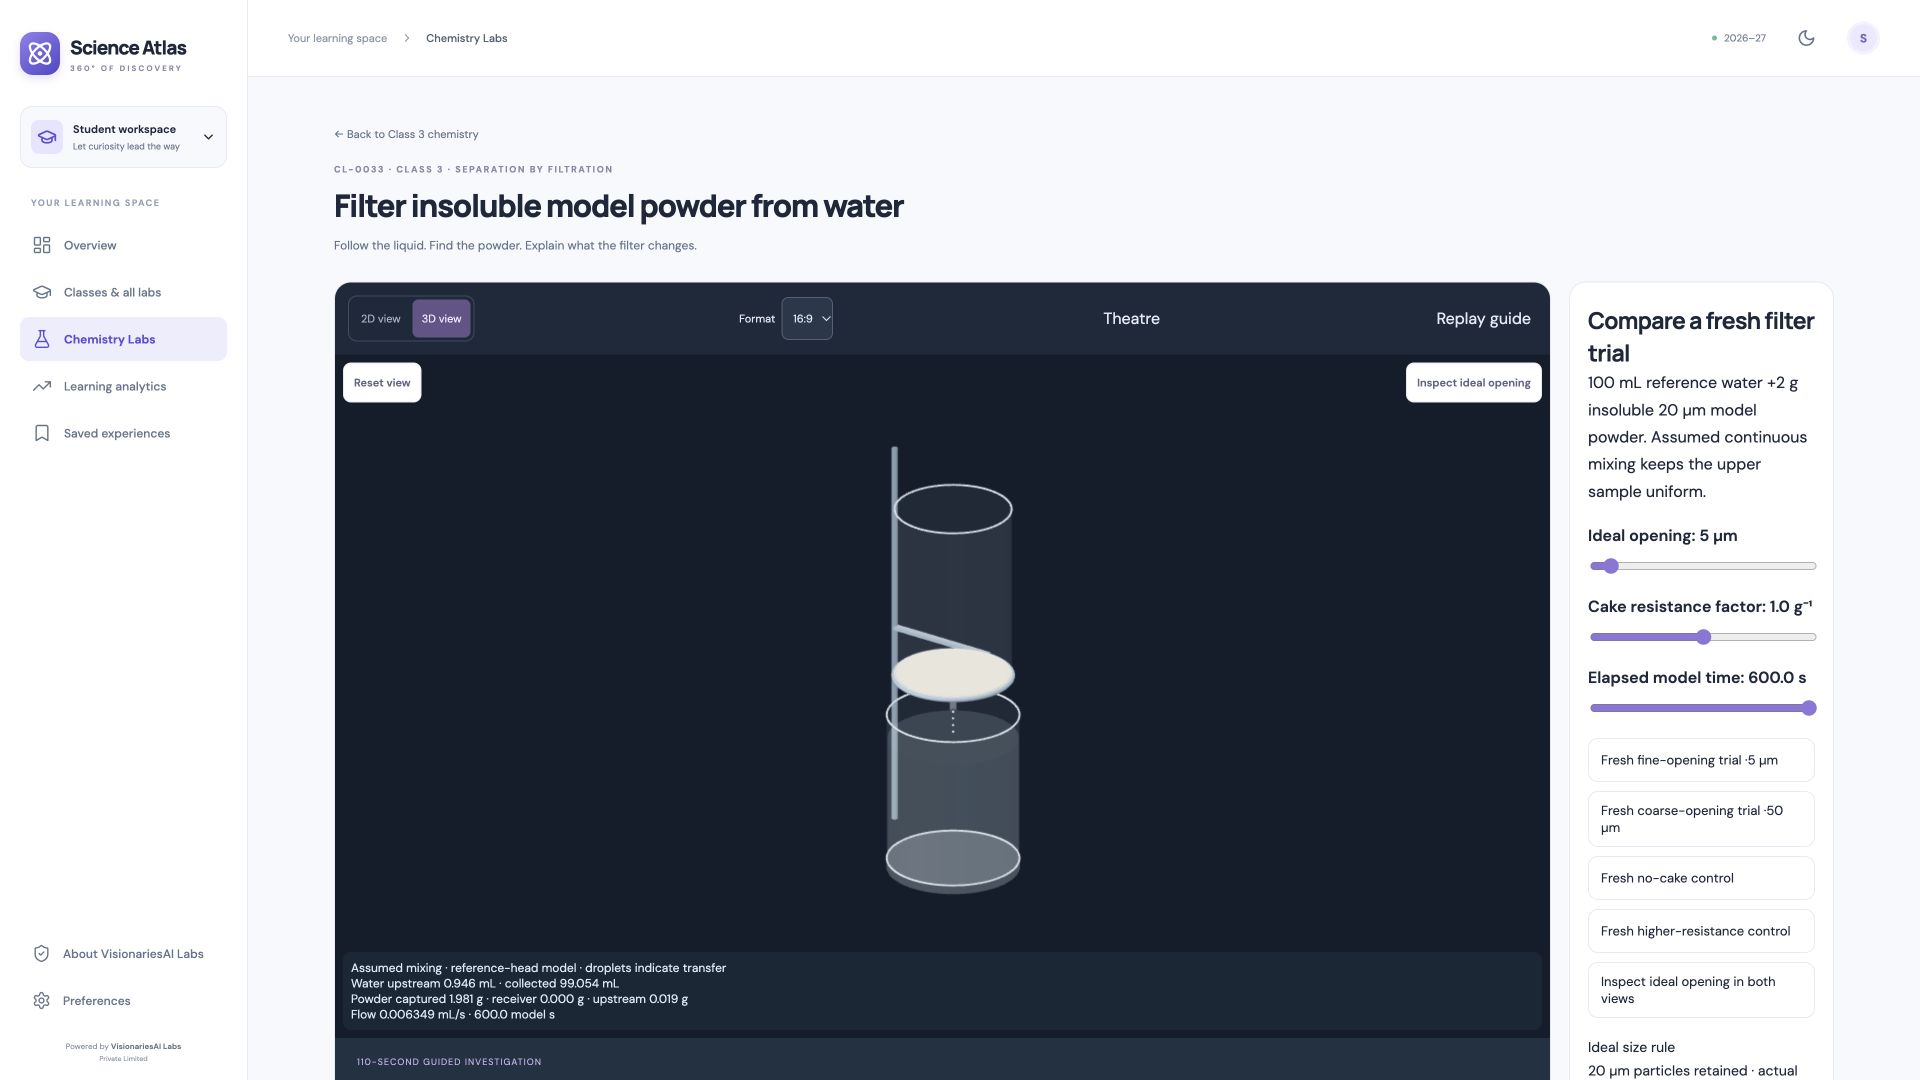 Science Atlas
360° OF DISCOVERY
Student workspace
Let curiosity lead the way
YOUR LEARNING SPACE
Overview
Classes & all labs
Chemistry Labs
Learning analytics
Saved experiences
About VisionariesAI Labs
Preferences
Powered by VisionariesAI Labs
Private Limited
Your learning space > Chemistry Labs
2026–27
S
← Back to Class 3 chemistry
CL-0033 · CLASS 3 · SEPARATION BY FILTRATION
Filter insoluble model powder from water
Follow the liquid. Find the powder. Explain what the filter changes.
2D view 3D view Format 16:9 Theatre Replay guide
Reset view Inspect ideal opening
Assumed mixing · reference-head model · droplets indicate transfer
Water upstream 0.946 mL · collected 99.054 mL
Powder captured 1.981 g · receiver 0.000 g · upstream 0.019 g
Flow 0.006349 mL/s · 600.0 model s
110-SECOND GUIDED INVESTIGATION
Compare a fresh filter
trial
100 mL reference water +2 g
insoluble 20 µm model
powder. Assumed continuous
mixing keeps the upper
sample uniform.
Ideal opening: 5 µm
Cake resistance factor: 1.0 g⁻¹
Elapsed model time: 600.0 s
Fresh fine-opening trial ·5 µm
Fresh coarse-opening trial ·50
µm
Fresh no-cake control
Fresh higher-resistance control
Inspect ideal opening in both
views
Ideal size rule
20 µm particles retained · actual